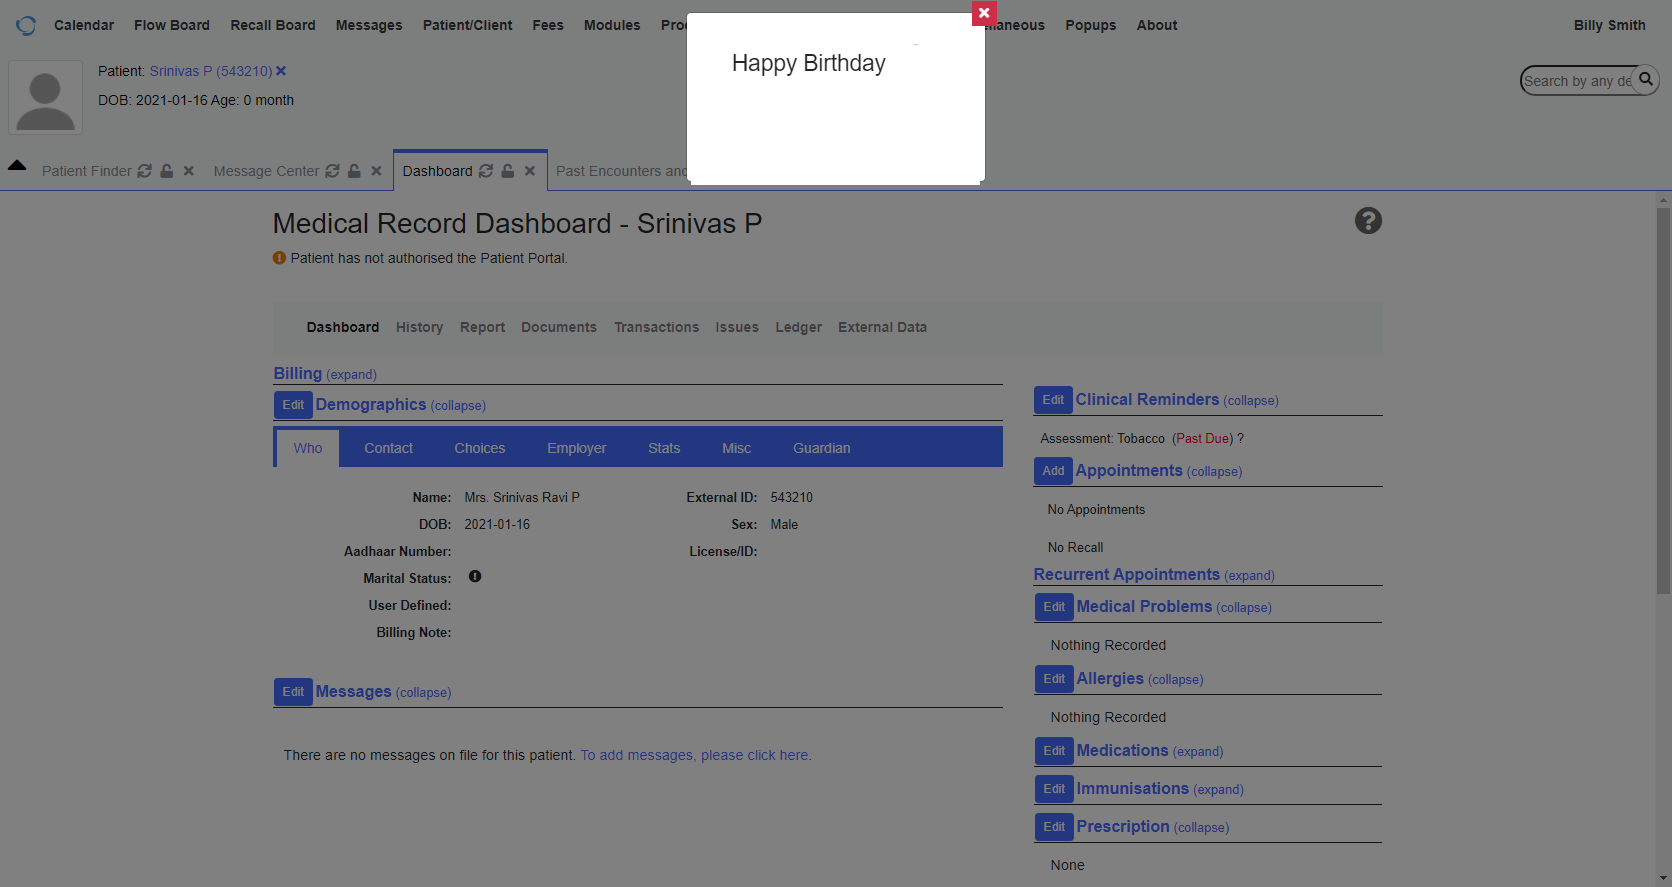 Calendar Flow Board Recall Board Messages Patient/Client Fees Modules Popups About Billy Smith
Happy Birthday
Patient: Srinivas P (543210)
DOB: 2021-01-16 Age: 0 month
Search by any de
Patient Finder Message Center Dashboard Past Encounters and
Medical Record Dashboard - Srinivas P
Patient has not authorised the Patient Portal.
Dashboard History Report Documents Transactions Issues Ledger External Data
Billing (expand)
Edit Demographics (collapse)
Who Contact Choices Employer Stats Misc Guardian
Name: Mrs. Srinivas Ravi P External ID: 543210
DOB: 2021-01-16 Sex: Male
Aadhaar Number: License/ID:
Marital Status:
User Defined:
Billing Note:
Edit Messages (collapse)
There are no messages on file for this patient. To add messages, please click here.
Edit Clinical Reminders (collapse)
Assessment: Tobacco (Past Due) ?
Add Appointments (collapse)
No Appointments
No Recall
Recurrent Appointments (expand)
Edit Medical Problems (collapse)
Nothing Recorded
Edit Allergies (collapse)
Nothing Recorded
Edit Medications (expand)
Edit Immunisations (expand)
Edit Prescription (collapse)
None